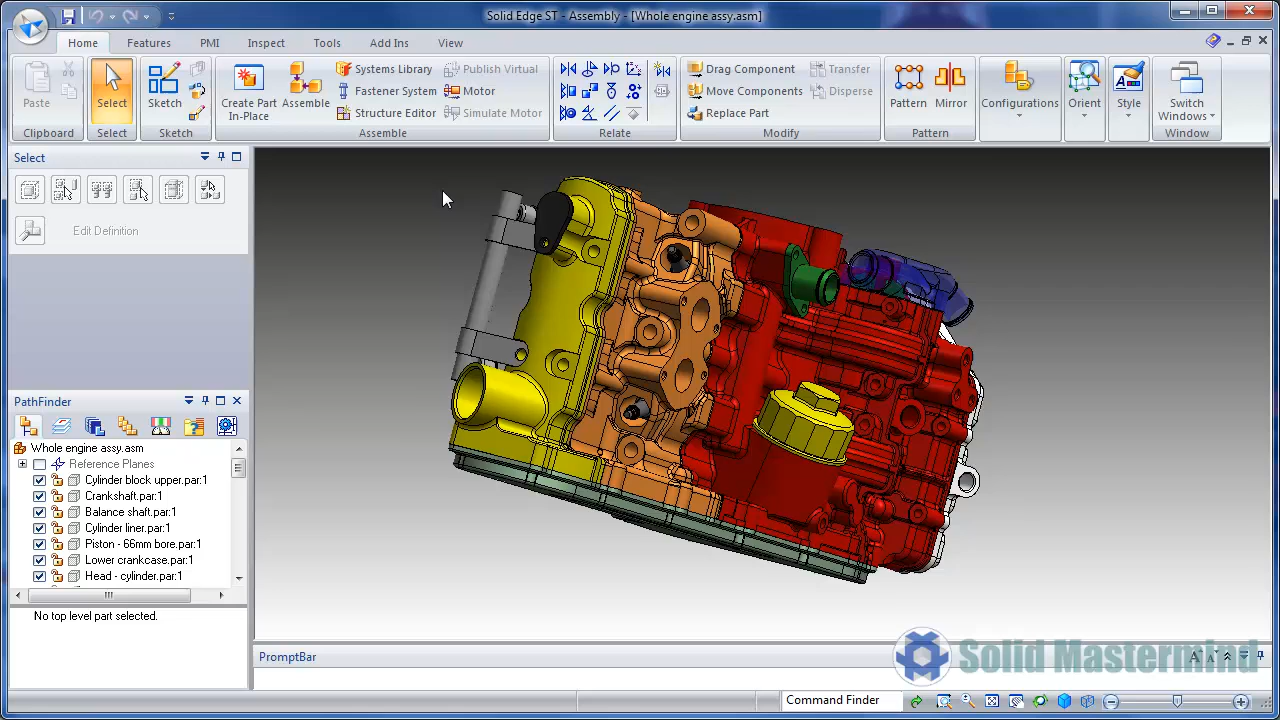 Solid Edge ST - Assembly - [Whole engine assy.asm]
Home Features PMI Inspect Tools Add Ins View
Paste
Clipboard
Select
Select
Sketch
Sketch
Create Part
In-Place
Assemble
Systems Library
Fastener Syst
Structure Editor
Publish Virtual
Motor
Simulate Motor
Assemble
Relate
Drag Component
Move Components
Replace Part
Transfer
Disperse
Modify
Pattern
Mirror
Pattern
Configurations
Orient
Style
Switch
Windows
Window
Select
Edit Definition
PathFinder
Whole engine assy.asm
Reference Planes
Cylinder block upper.par:1
Crankshaft.par:1
Balance shaft.par:1
Cylinder liner.par:1
Piston - 66mm bore.par:1
Lower crankcase.par:1
Head - cylinder.par:1
No top level part selected.
PromptBar
Solid Mastermind
Command Finder